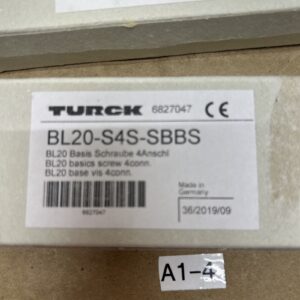 TURCK 6827047 CE
BL20-S4S-SBBS
BL20 Basis Schraube 4Anschl
BL20 basics screw 4conn.
BL20 base vis 4conn.
6827047
Made in
Germany
36/2019/09
A1-4